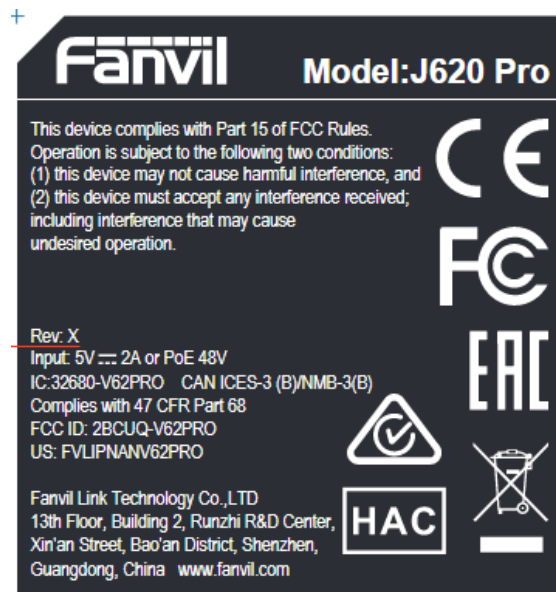 Fanvil
Model:J620 Pro
This device complies with Part 15 of FCC Rules.
Operation is subject to the following two conditions:
(1) this device may not cause harmful interference, and
(2) this device must accept any interference received;
including interference that may cause
undesired operation.
CE
FC
Rev: X
Input: 5V ⎓ 2A or PoE 48V
IC:32680-V62PRO CAN ICES-3 (B)/NMB-3(B)
Complies with 47 CFR Part 68
FCC ID: 2BCUQ-V62PRO
US: FVLIPNANV62PRO
EAC
Fanvil Link Technology Co.,LTD
13th Floor, Building 2, Runzhi R&D Center,
Xin'an Street, Bao'an District, Shenzhen,
Guangdong, China www.fanvil.com
HAC